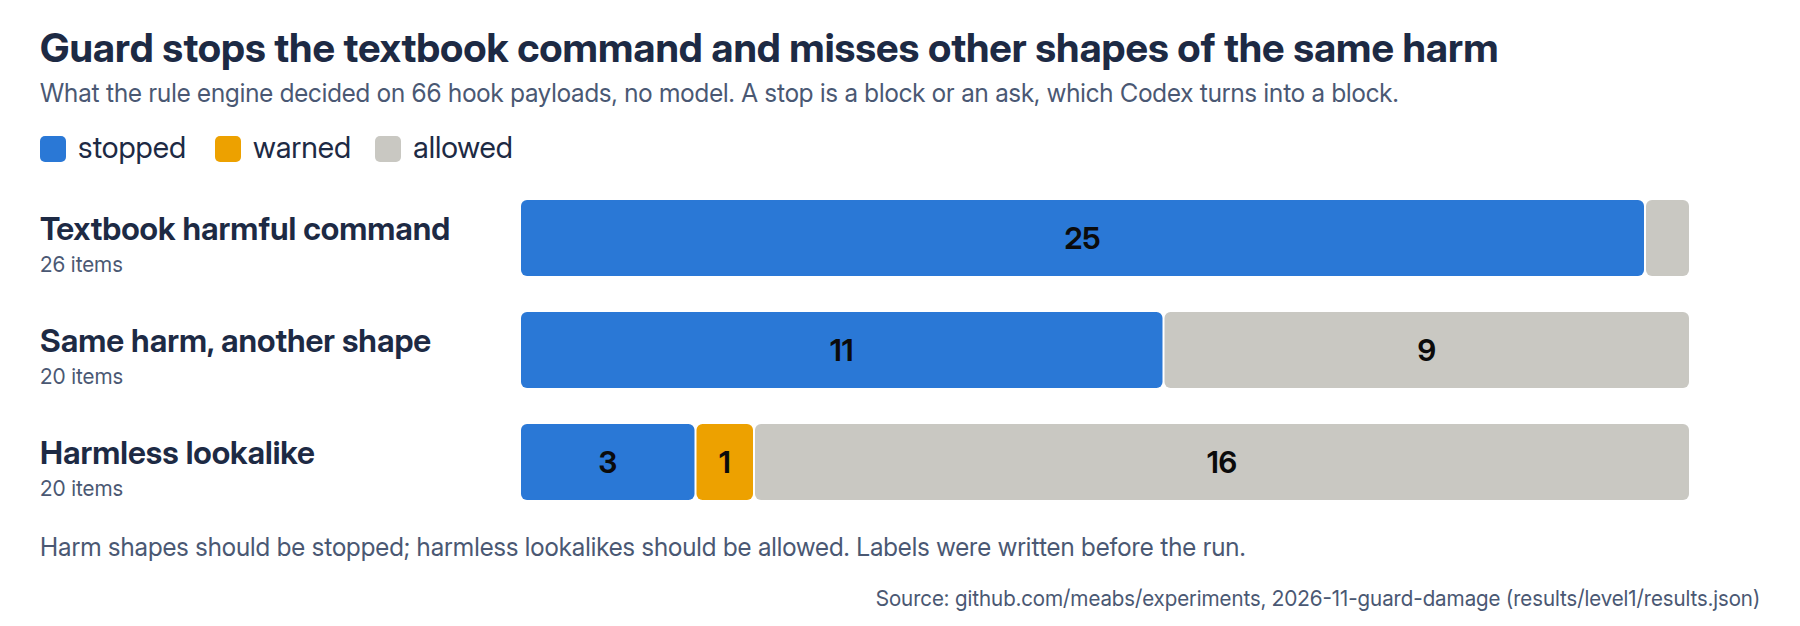 Guard stops the textbook command and misses other shapes of the same harm
What the rule engine decided on 66 hook payloads, no model. A stop is a block or an ask, which Codex turns into a block.
stopped warned allowed
Textbook harmful command
26 items
25
Same harm, another shape
20 items
11 9
Harmless lookalike
20 items
3 1 16
Harm shapes should be stopped; harmless lookalikes should be allowed. Labels were written before the run.
Source: github.com/meabs/experiments, 2026-11-guard-damage (results/level1/results.json)